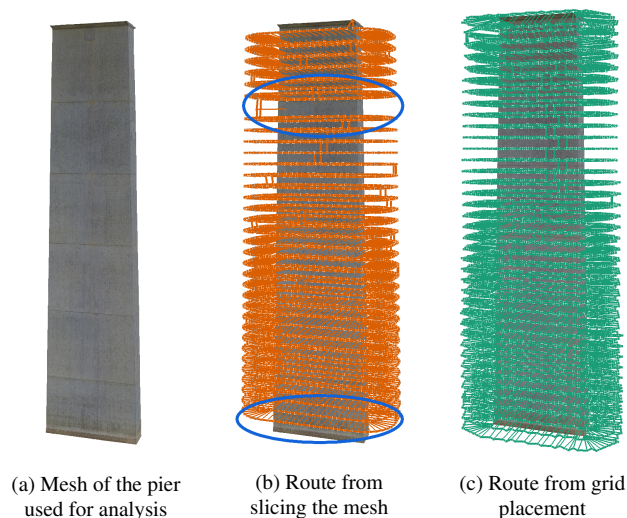 (a) Mesh of the pier
used for analysis
(b) Route from
slicing the mesh
(c) Route from grid
placement